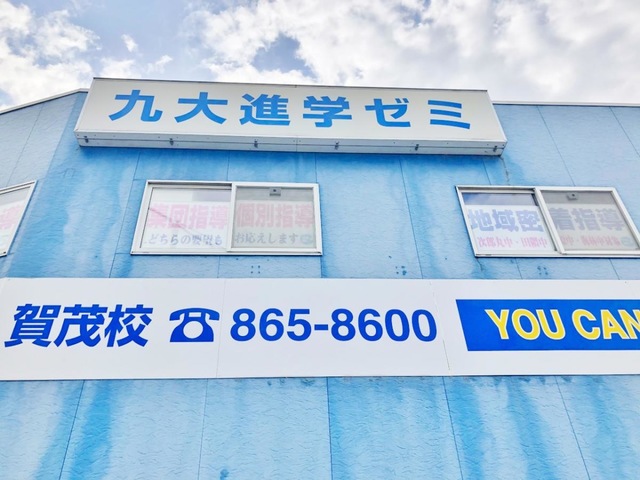 九大進学ゼミ
集団指導 個別指導
どちらの要望も お応えします
地域密着指導
賀茂校 ☎ 865-8600 YOU CAN